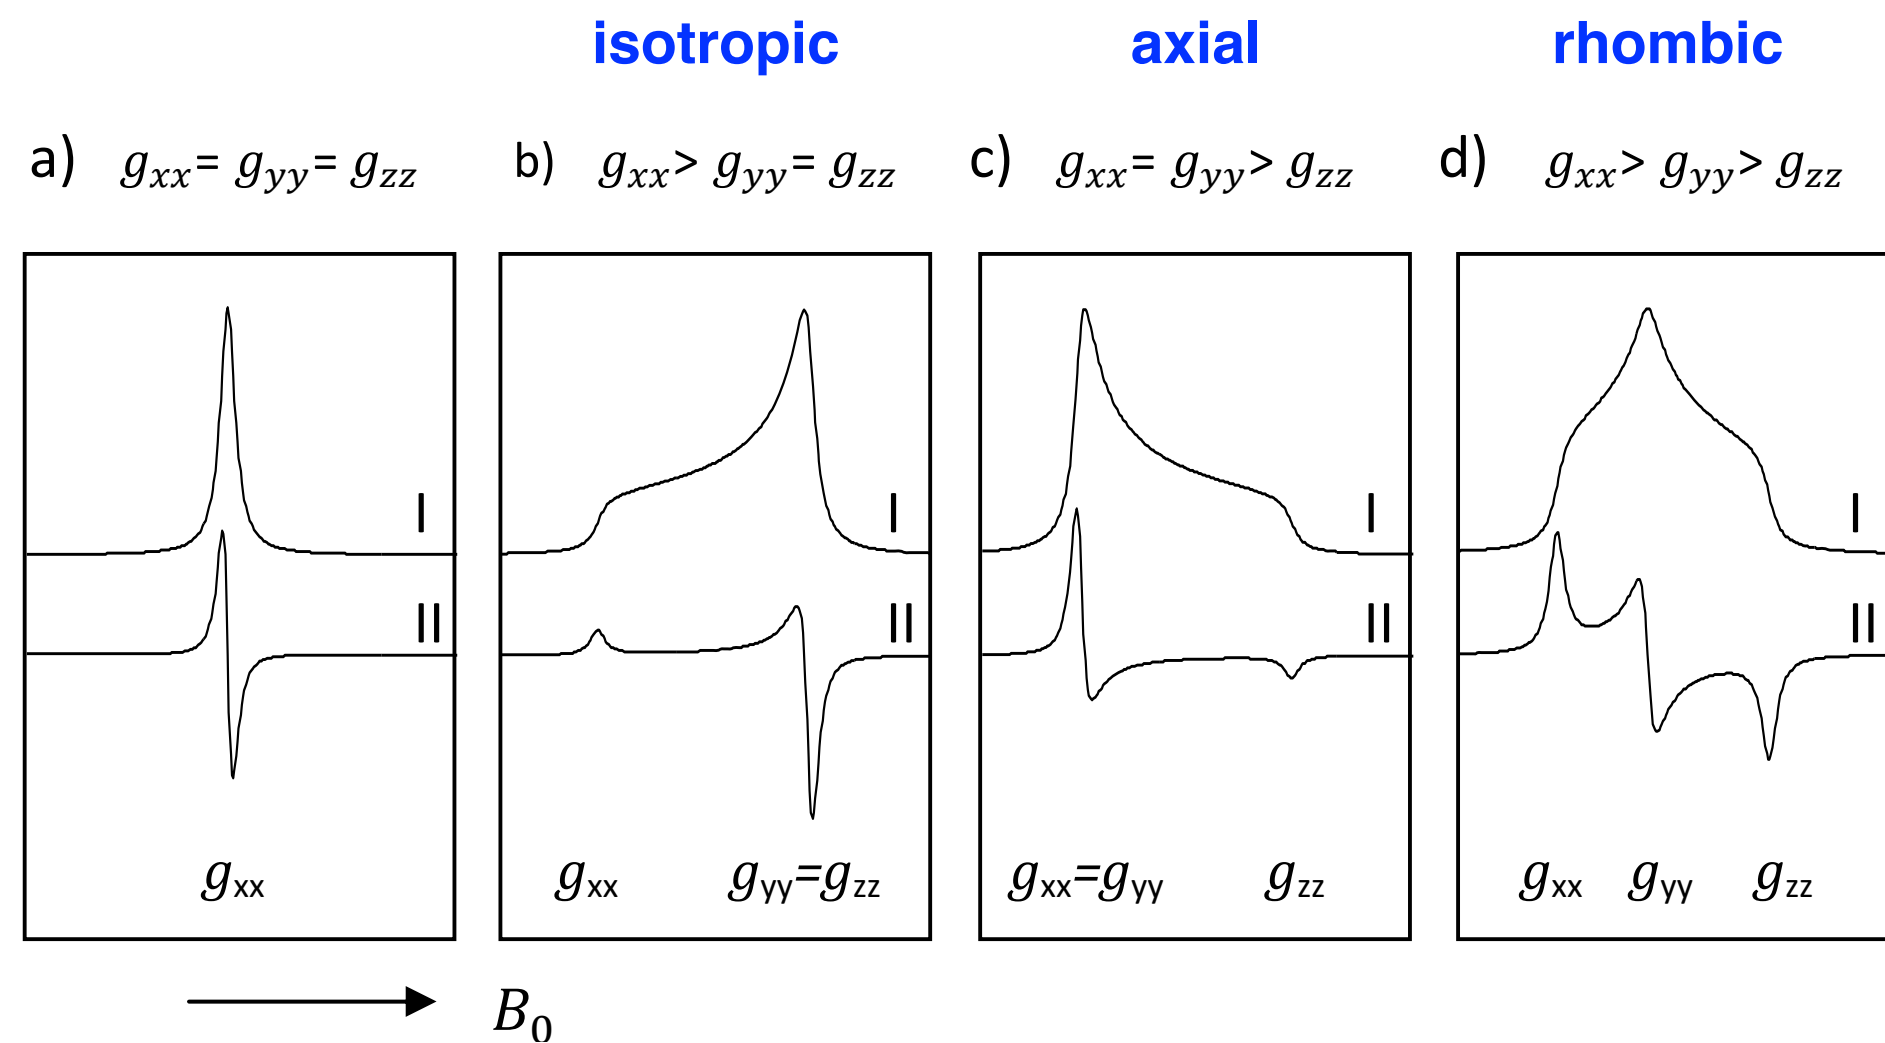 isotropic axial rhombic
a) gxx= gyy= gzz b) gxx> gyy= gzz c) gxx= gyy> gzz d) gxx> gyy> gzz
I I I I
II II II II
gxx gxx gyy=gzz gxx=gyy gzz gxx gyy gzz
B0